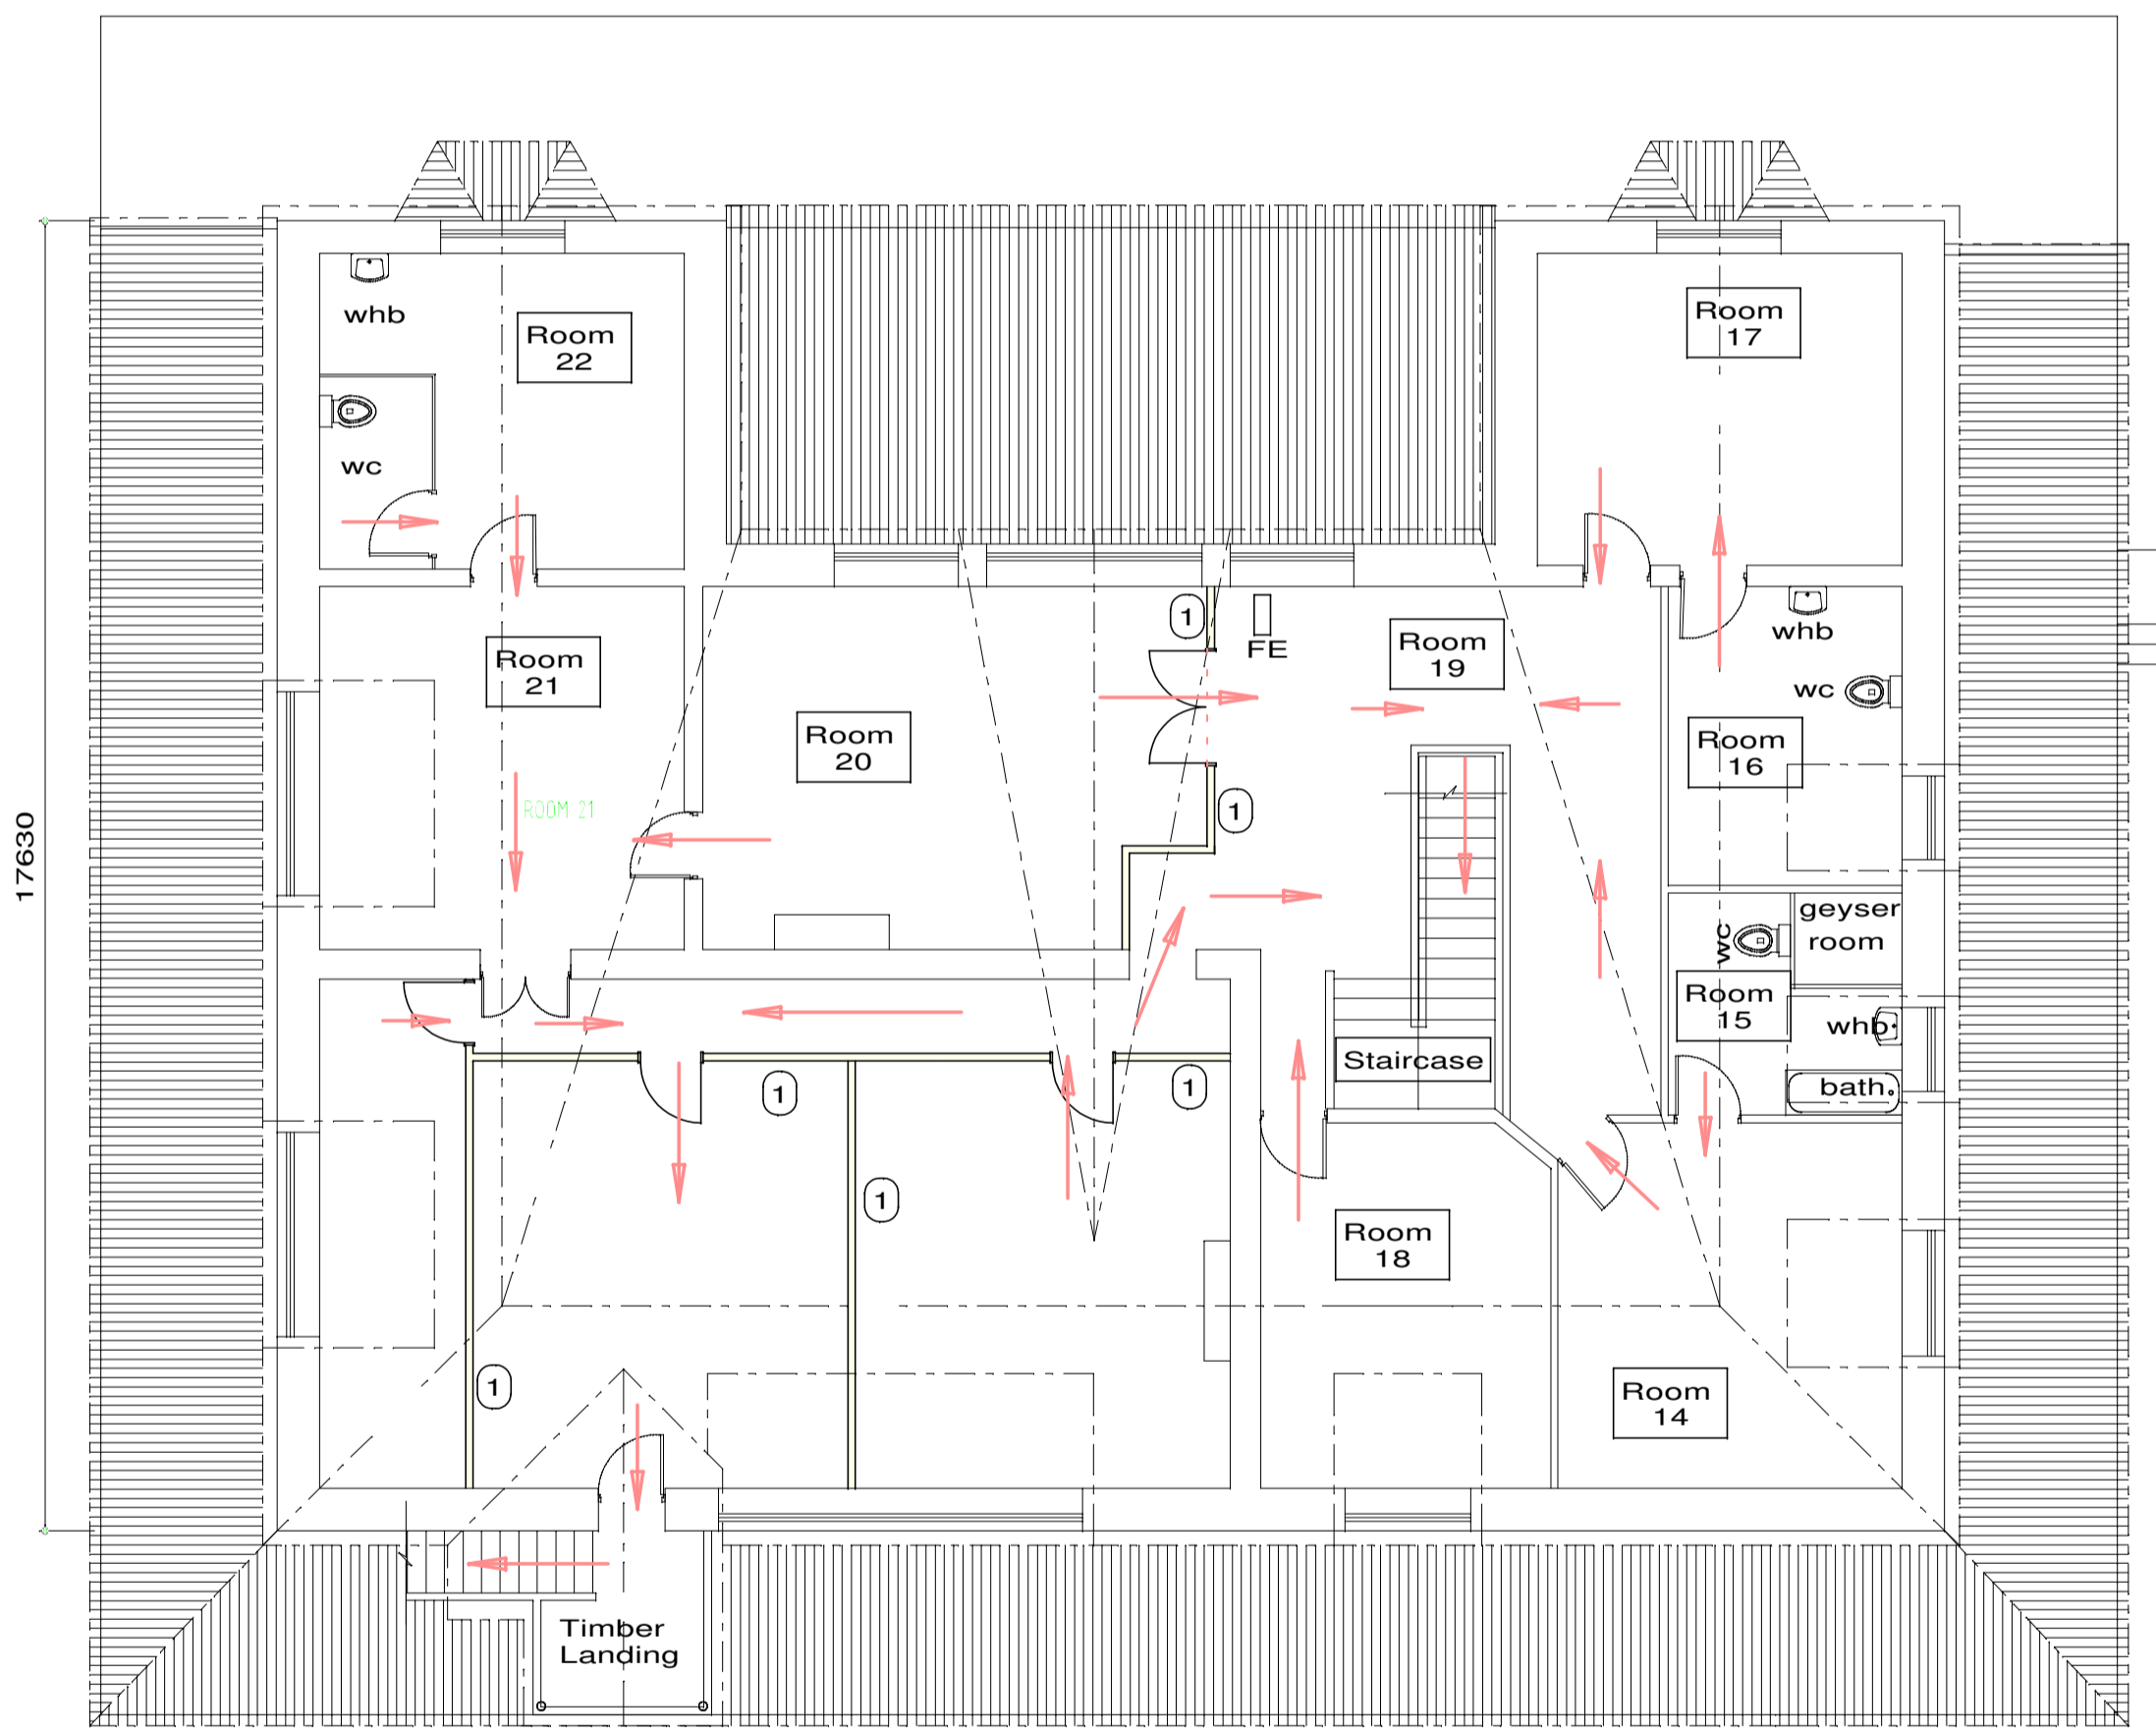 whb
Room
22
Room
17
wc
1
FE
Room
19
whb
Room
21
wc
Room
20
Room
16
ROOM 21
1
17630
geyser
room
wc
Room
15
whb
Staircase
bath
1
1
1
Room
18
1
Room
14
Timber
Landing